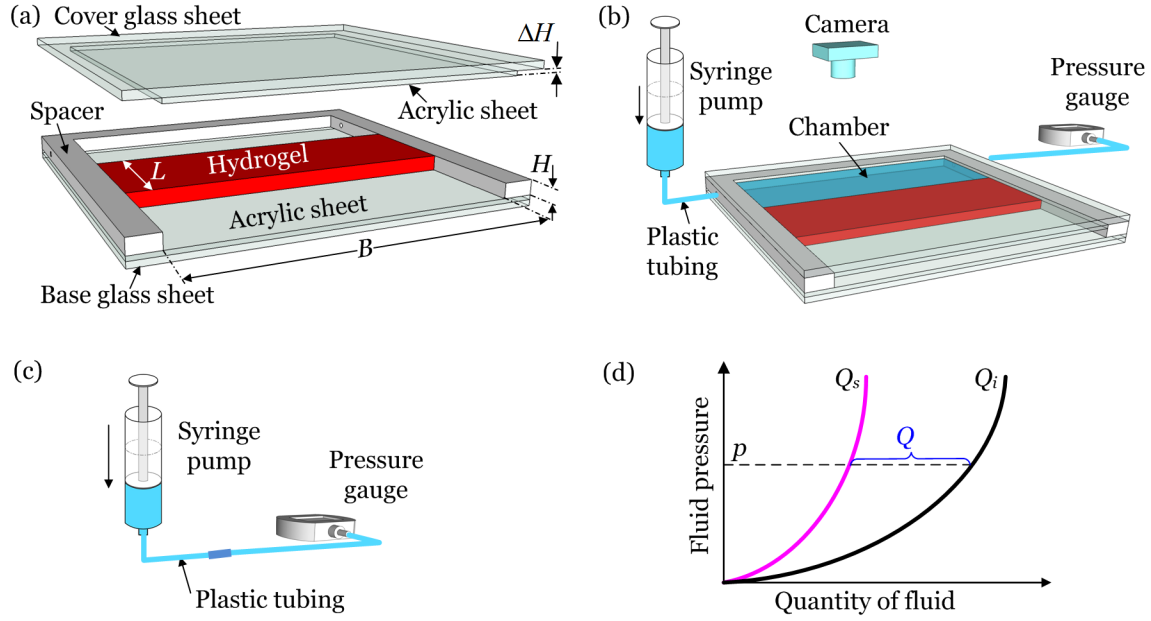 (a)
Cover glass sheet
ΔH
Acrylic sheet
Spacer
Hydrogel
L
H
Acrylic sheet
B
Base glass sheet
(b)
Camera
Syringe
pump
Pressure
gauge
Chamber
Plastic
tubing
(c)
Syringe
pump
Pressure
gauge
Plastic tubing
(d)
Qs
Qi
Q
p
Fluid pressure
Quantity of fluid